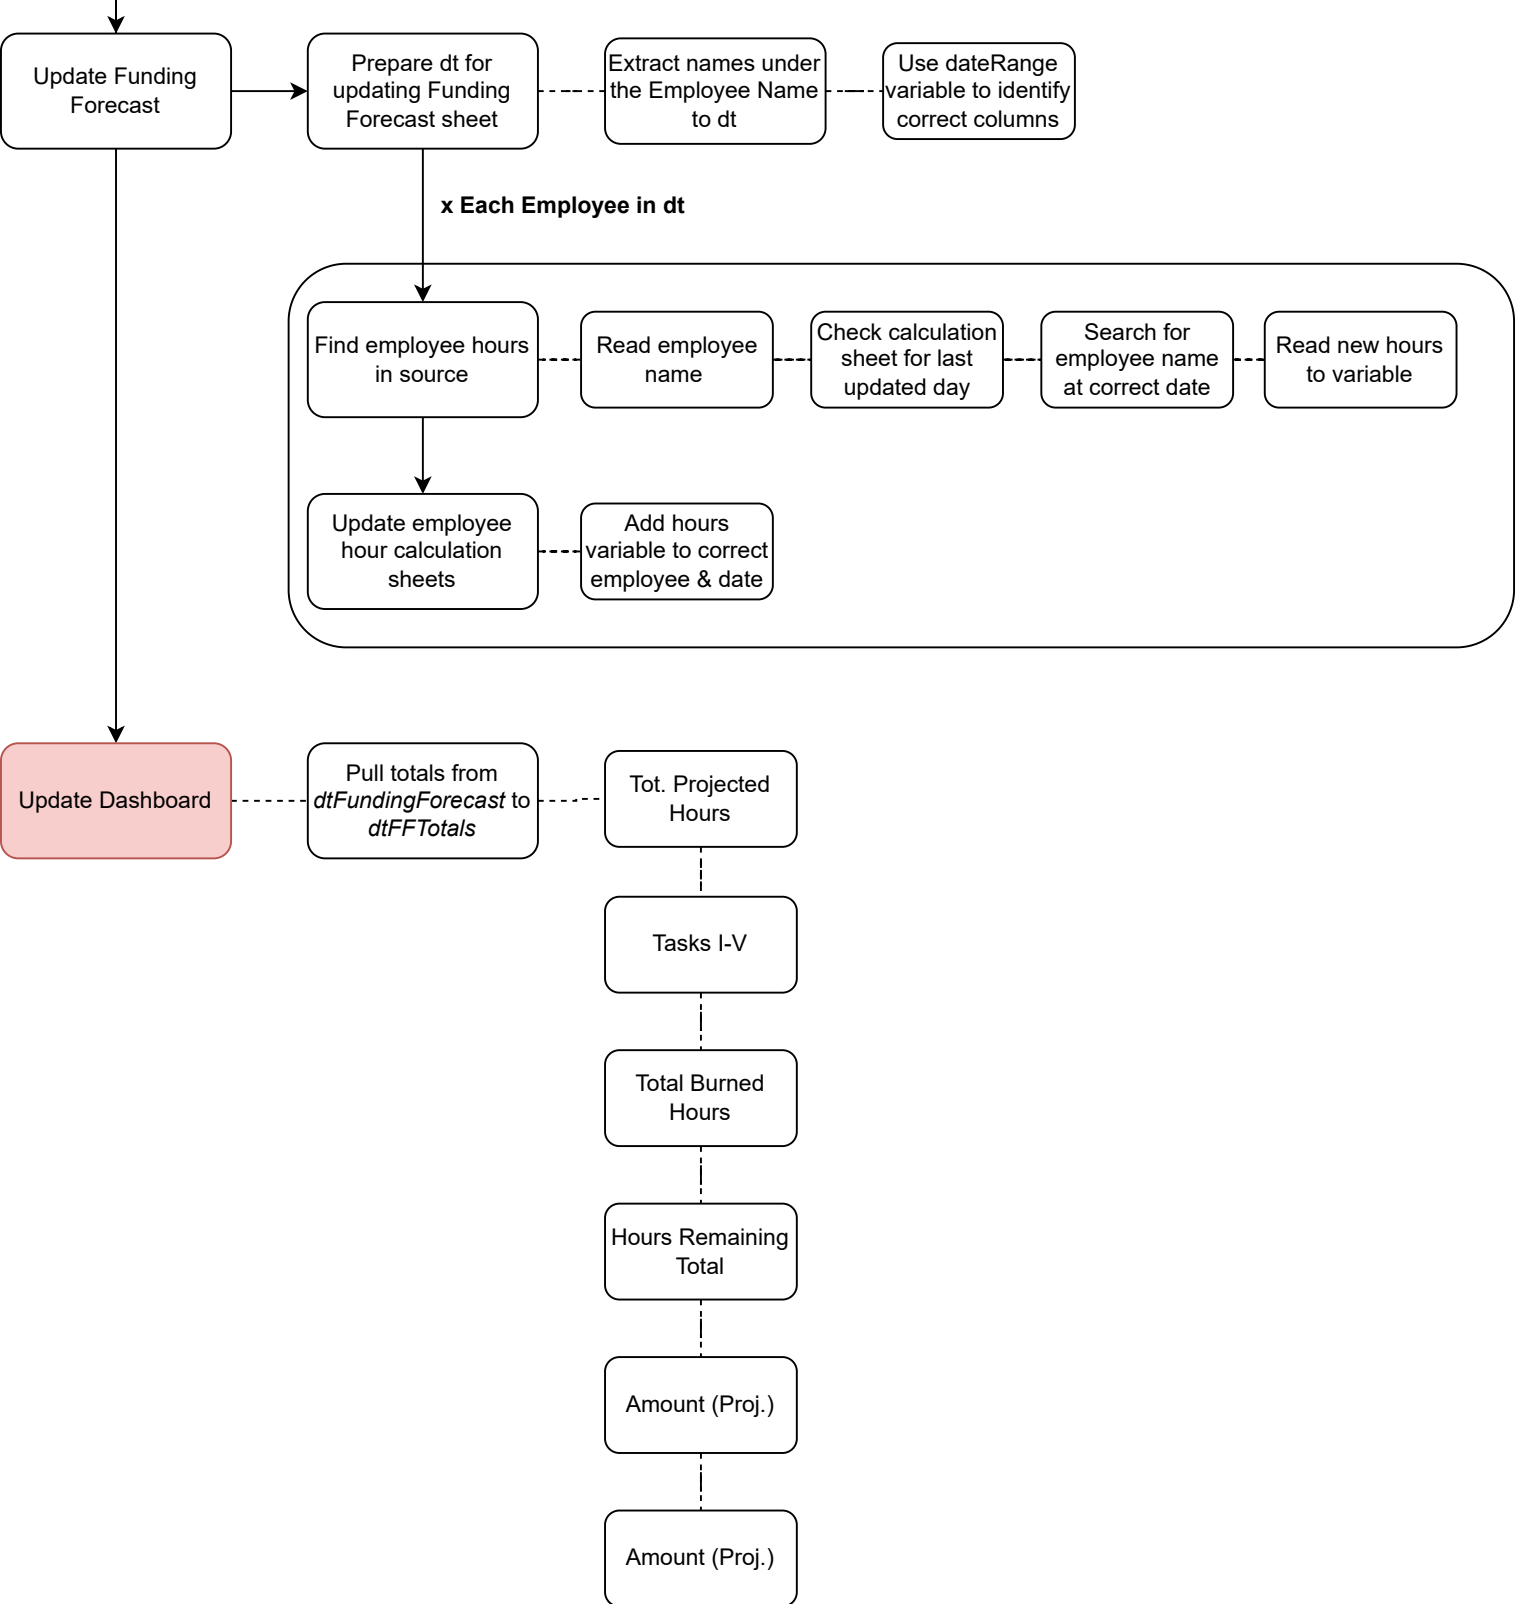 Update Funding
Forecast
Prepare dt for
updating Funding
Forecast sheet
Extract names under
the Employee Name
to dt
Use dateRange
variable to identify
correct columns
x Each Employee in dt
Find employee hours
in source
Read employee
name
Check calculation
sheet for last
updated day
Search for
employee name
at correct date
Read new hours
to variable
Update employee
hour calculation
sheets
Add hours
variable to correct
employee & date
Update Dashboard
Pull totals from
dtFundingForecast to
dtFFTotals
Tot. Projected
Hours
Tasks I-V
Total Burned
Hours
Hours Remaining
Total
Amount (Proj.)
Amount (Proj.)